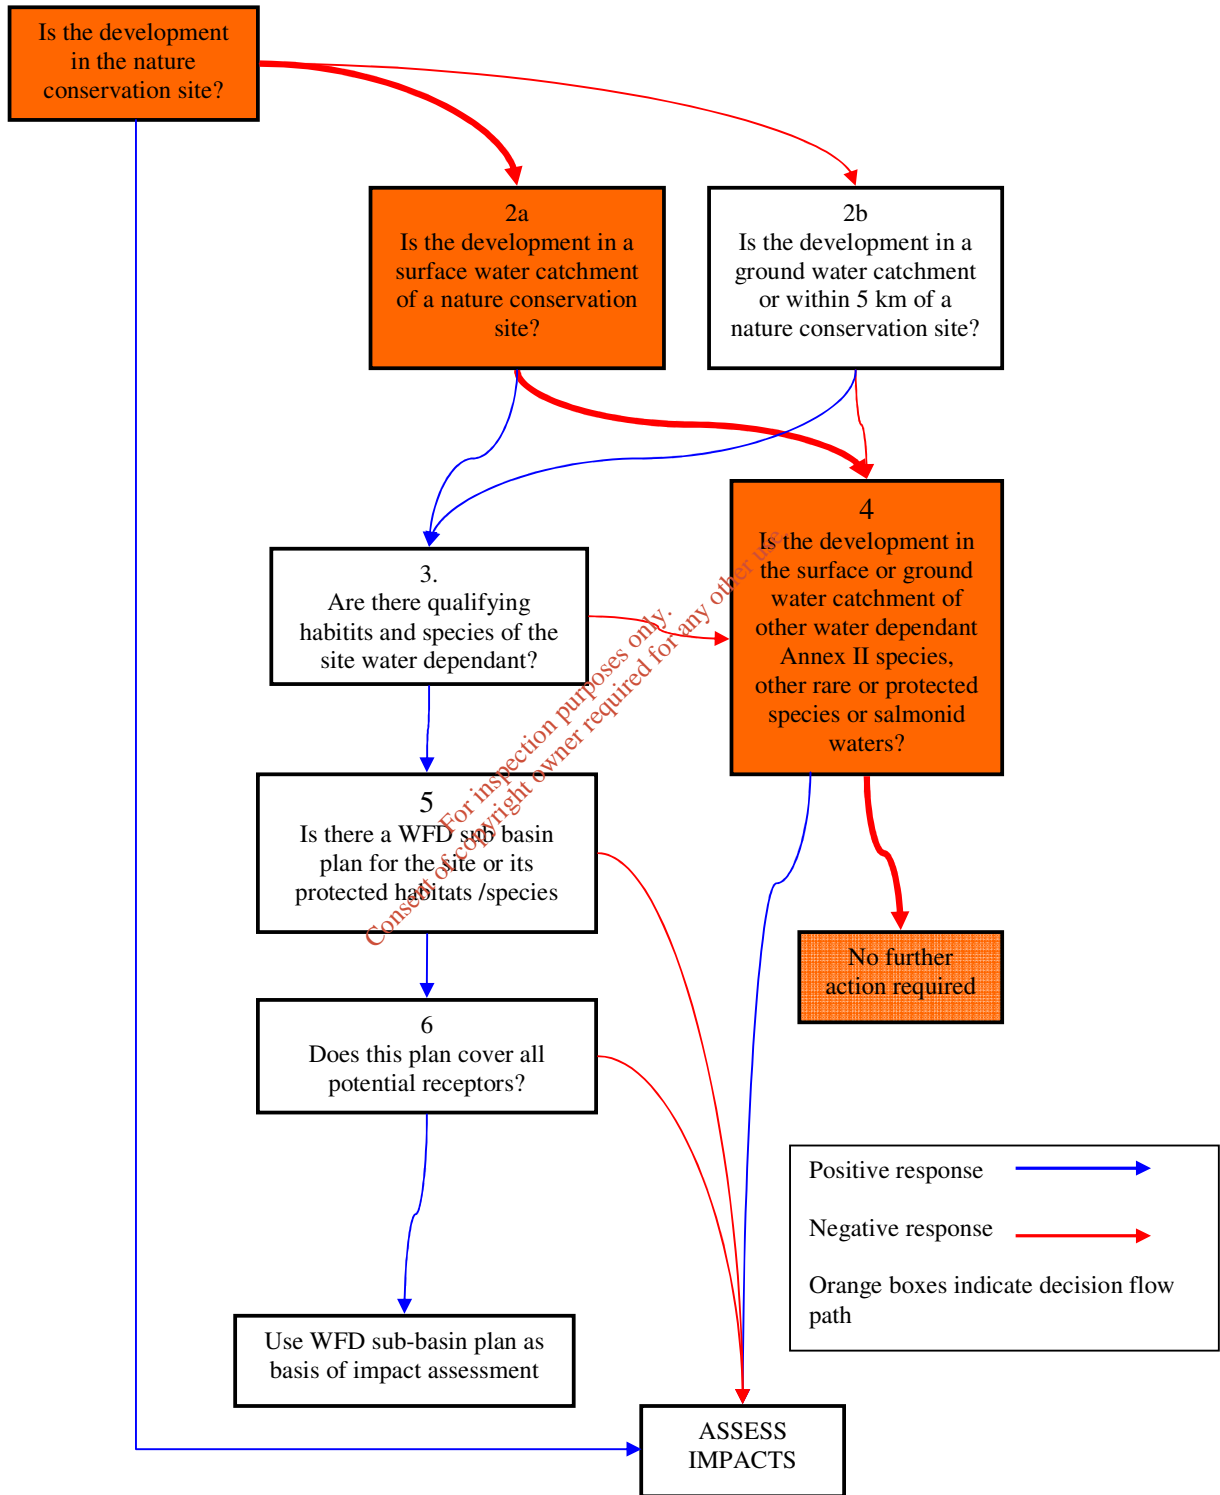 Is the development
in the nature
conservation site?
2a
Is the development in a
surface water catchment
of a nature conservation
site?
2b
Is the development in a
ground water catchment
or within 5 km of a
nature conservation site?
3.
Are there qualifying
habitits and species of the
site water dependant?
4
Is the development in
the surface or ground
water catchment of
other water dependant
Annex II species,
other rare or protected
species or salmonid
waters?
For inspection purposes only.
Consent of copyright owner required for any other use.
5
Is there a WFD sub basin
plan for the site or its
protected habitats /species
No further
action required
6
Does this plan cover all
potential receptors?
Positive response
Negative response
Orange boxes indicate decision flow
path
Use WFD sub-basin plan as
basis of impact assessment
ASSESS
IMPACTS